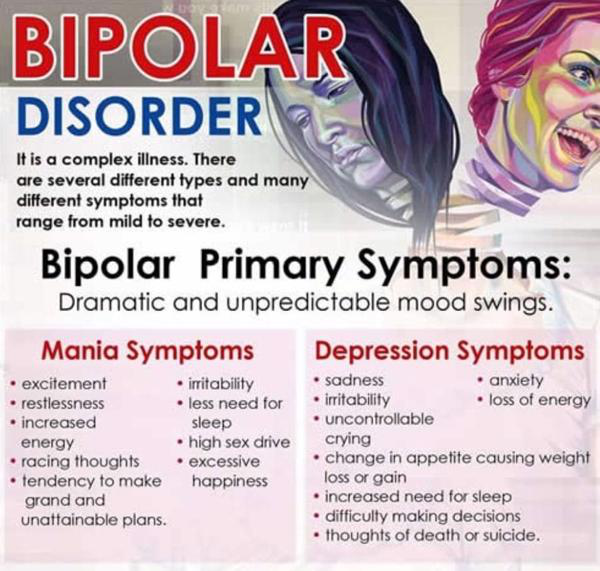 BIPOLAR
DISORDER
It is a complex illness. There
are several different types and many
different symptoms that
range from mild to severe.
Bipolar Primary Symptoms:
Dramatic and unpredictable mood swings.
Mania Symptoms
• excitement
• restlessness
• increased
energy
• racing thoughts
• tendency to make
grand and
unattainable plans.
• irritability
• less need for
sleep
• high sex drive
• excessive
happiness
Depression Symptoms
• sadness
• irritability
• uncontrollable
crying
• change in appetite causing weight
loss or gain
• increased need for sleep
• difficulty making decisions
• thoughts of death or suicide.
• anxiety
• loss of energy